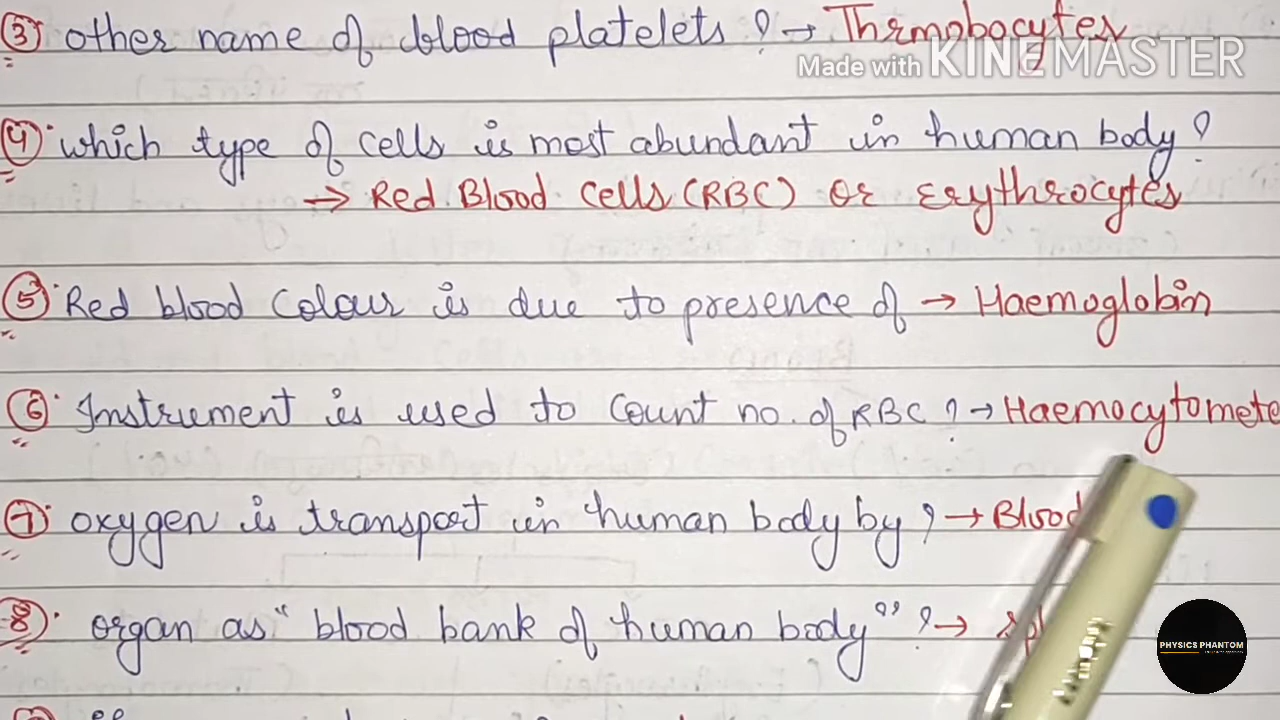 ③ other name of blood platelets ? → Thrmobocytes
Made with KINEMASTER
④ which type of cells is most abundant in human body ?
→ Red Blood cells (RBC) or Erythrocytes
⑤ Red blood Colour is due to presence of → Haemoglobin
⑥ Instrument is used to Count no. of RBC ? → Haemocytomete
⑦ oxygen is transport in human body by ? → Blood
⑧ organ as " blood bank of human body " ? →
PHYSICS PHANTOM